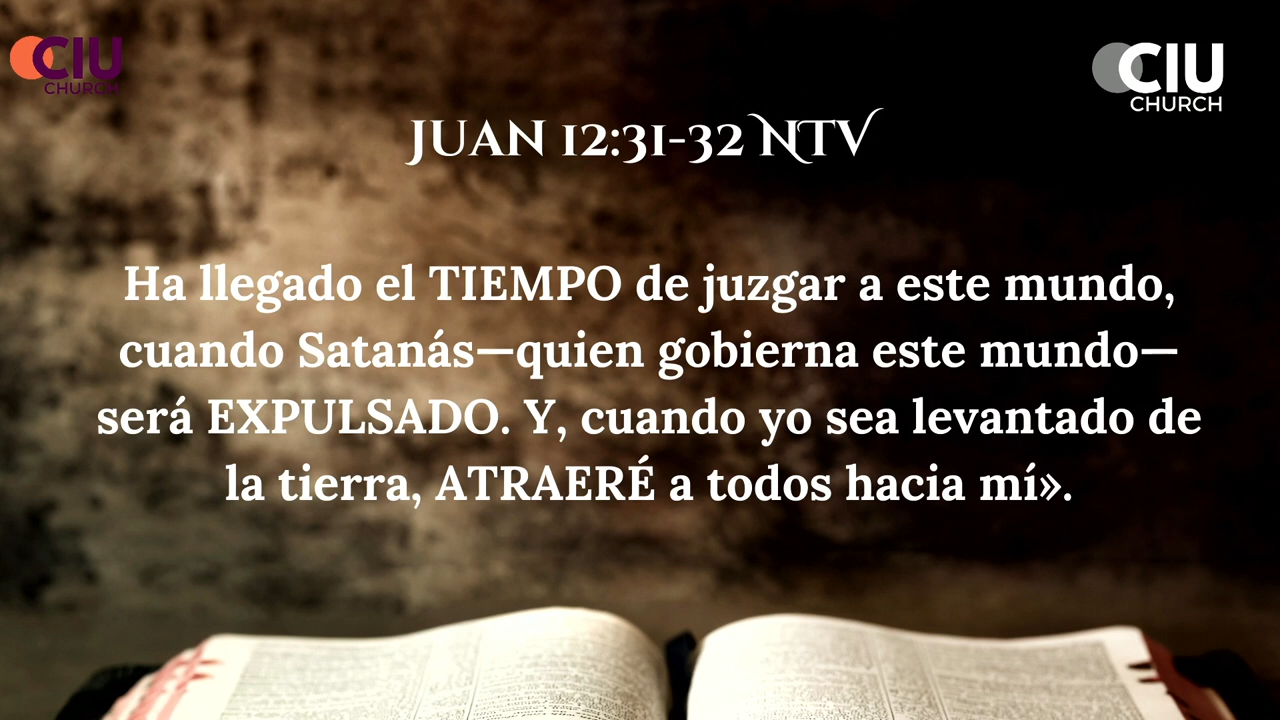 CIU
CHURCH
CIU
CHURCH
JUAN 12:31-32 NTV
Ha llegado el TIEMPO de juzgar a este mundo,
cuando Satanás—quien gobierna este mundo—
será EXPULSADO. Y, cuando yo sea levantado de
la tierra, ATRAERÉ a todos hacia mí».